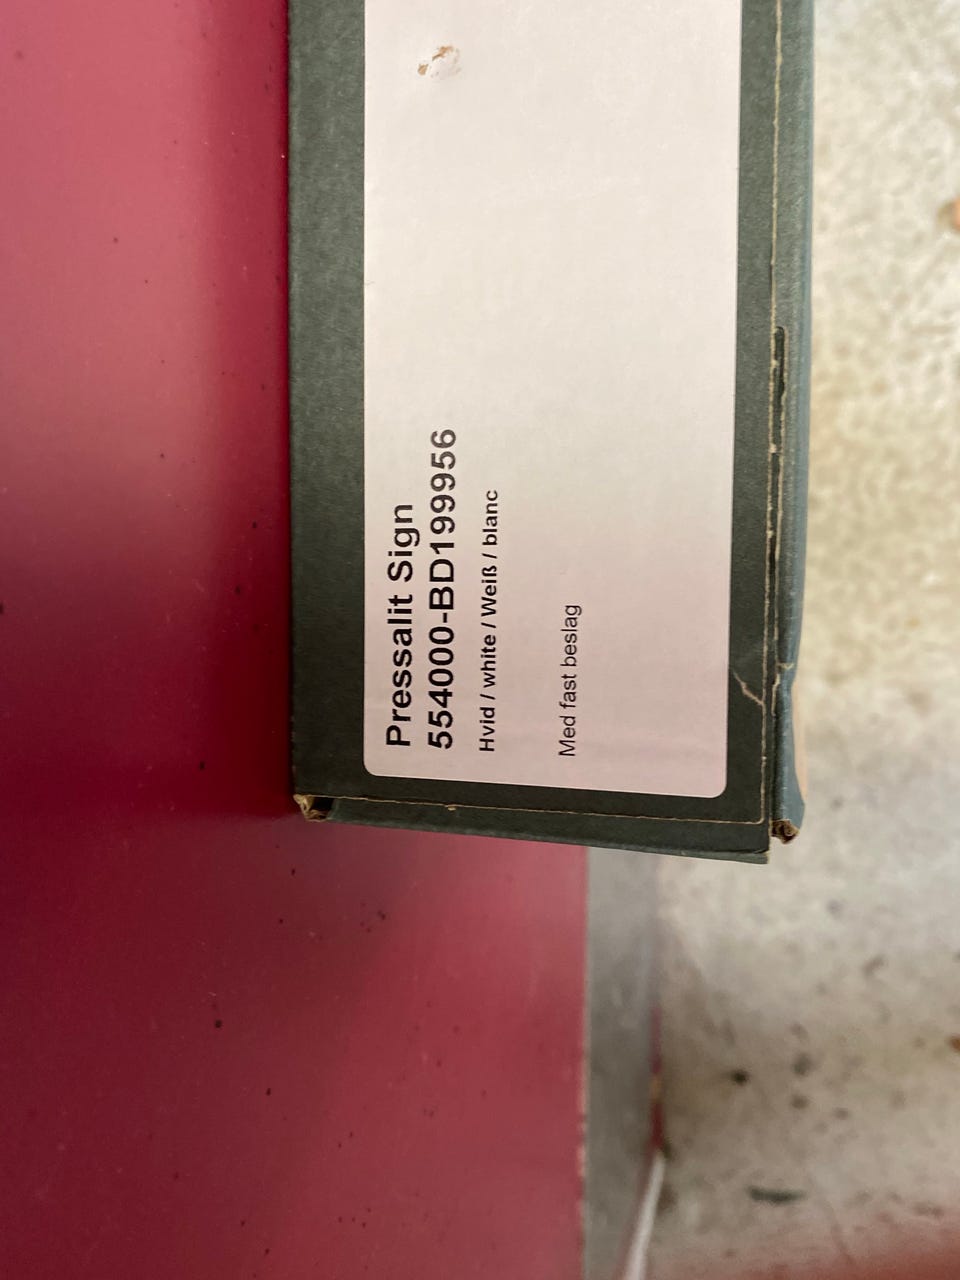 Pressalit Sign
554000-BD199956
Hvid / white / Weiß / blanc
Med fast beslag